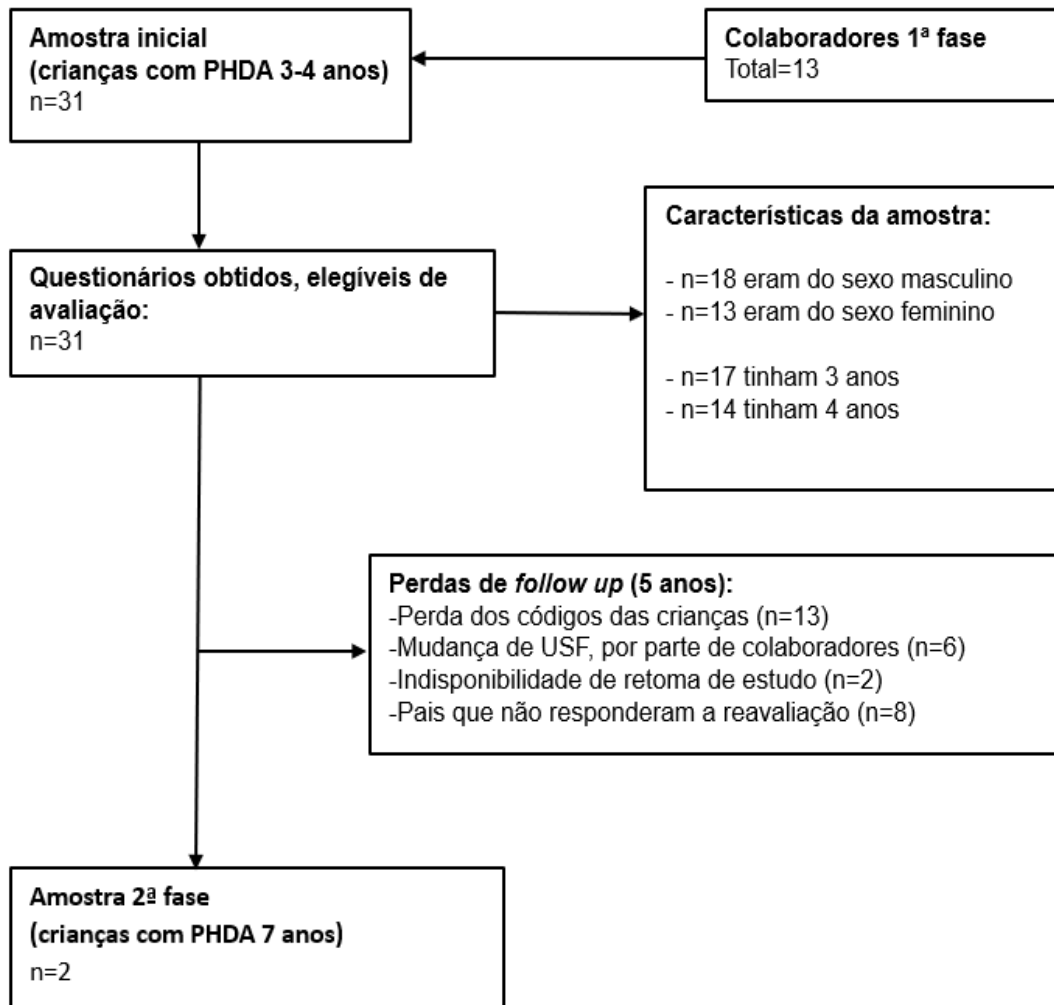 Amostra inicial
(crianças com PHDA 3-4 anos)
n=31
Colaboradores 1ª fase
Total=13
Questionários obtidos, elegíveis de
avaliação:
n=31
Características da amostra:
- n=18 eram do sexo masculino
- n=13 eram do sexo feminino
- n=17 tinham 3 anos
- n=14 tinham 4 anos
Perdas de follow up (5 anos):
-Perda dos códigos das crianças (n=13)
-Mudança de USF, por parte de colaboradores (n=6)
-Indisponibilidade de retoma de estudo (n=2)
-Pais que não responderam a reavaliação (n=8)
Amostra 2ª fase
(crianças com PHDA 7 anos)
n=2